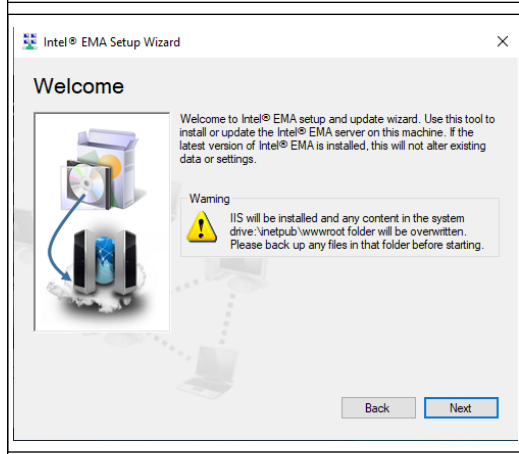 Intel® EMA Setup Wizard
Welcome
Welcome to Intel® EMA setup and update wizard. Use this tool to
install or update the Intel® EMA server on this machine. If the
latest version of Intel® EMA is installed, this will not alter existing
data or settings.
Warning
IIS will be installed and any content in the system
drive:\inetpub\wwwroot folder will be overwritten.
Please back up any files in that folder before starting.
Back
Next